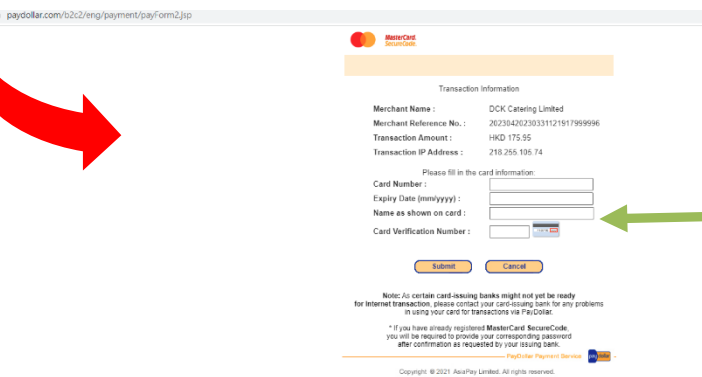 paydollar.com/b2c2/eng/payment/payForm2.jsp
MasterCard.
SecureCode.
Transaction Information
Merchant Name : DCK Catering Limited
Merchant Reference No. : 20230420230331121917999996
Transaction Amount : HKD 175.95
Transaction IP Address : 218.255.105.74
Please fill in the card information:
Card Number :
Expiry Date (mm/yyyy) :
Name as shown on card :
Card Verification Number :
Submit Cancel
Note: As certain card-issuing banks might not yet be ready
for Internet transaction, please contact your card-issuing bank for any problems
in using your card for transactions via PayDollar.
* If you have already registered MasterCard SecureCode,
you will be required to provide your corresponding password
after confirmation as requested by your issuing bank.
PayDollar Payment Service
Copyright © 2021 AsiaPay Limited. All rights reserved.